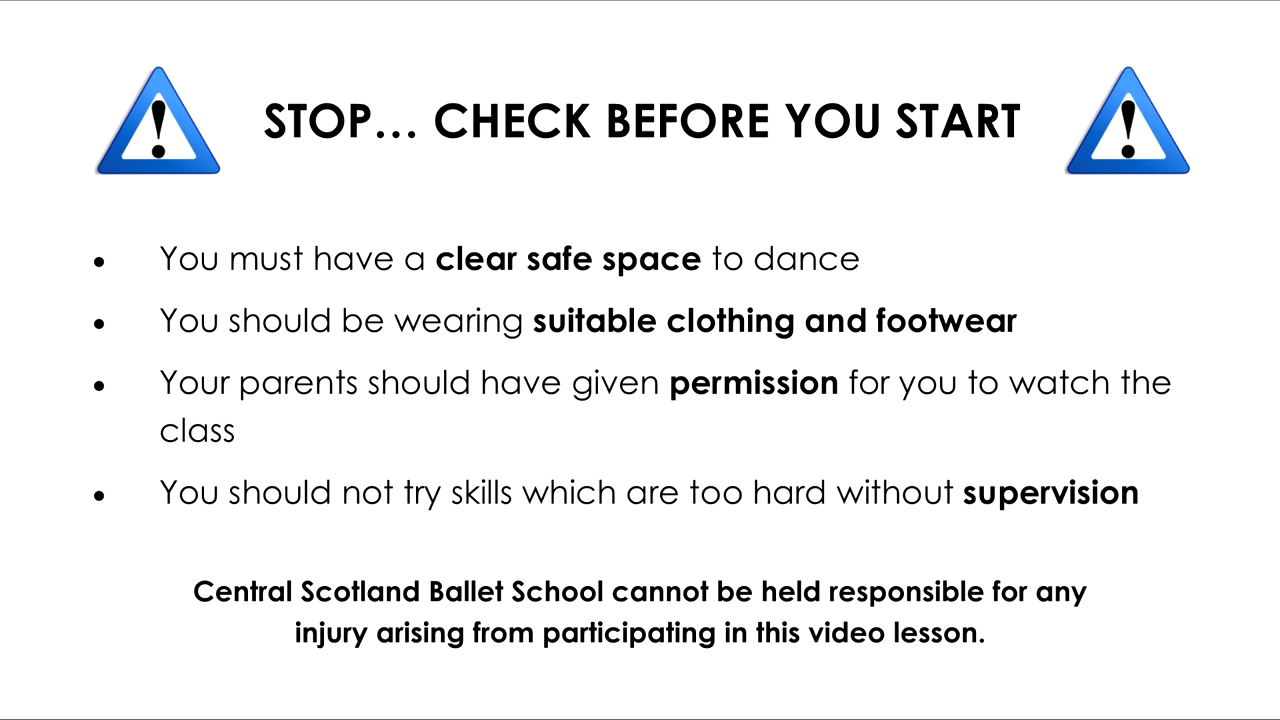 STOP... CHECK BEFORE YOU START
• You must have a clear safe space to dance
• You should be wearing suitable clothing and footwear
• Your parents should have given permission for you to watch the
class
• You should not try skills which are too hard without supervision
Central Scotland Ballet School cannot be held responsible for any
injury arising from participating in this video lesson.